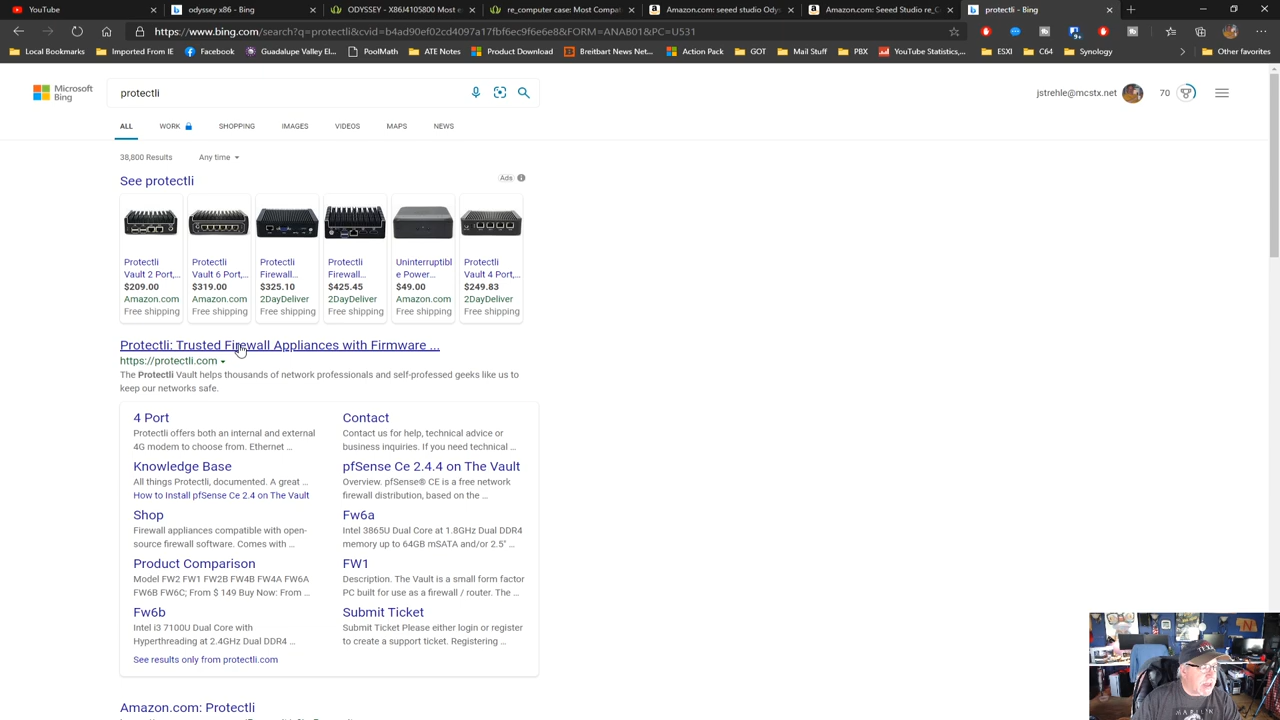 YouTube
odyssey x86 - Bing
ODYSSEY - X86J4105800 Most e
re_computer case: Most Compat
Amazon.com: seeed studio Odys
Amazon.com: Seeed Studio re_C
protectli - Bing
https://www.bing.com/search?q=protectli&cvid=b4ad90ef02cd4097a17fbf6ec9f6e6e8&FORM=ANAB01&PC=U531
Local Bookmarks
Imported From IE
Facebook
Guadalupe Valley El...
PoolMath
ATE Notes
Product Download
Breitbart News Net...
Action Pack
GOT
Mail Stuff
PBX
YouTube Statistics,...
ESXI
C64
Synology
Other favorites
Microsoft
Bing
protectli
jstrehle@mcstx.net
70
ALL
WORK
SHOPPING
IMAGES
VIDEOS
MAPS
NEWS
38,800 Results
Any time
See protectli
Ads
Protectli
Vault 2 Port,...
$209.00
Amazon.com
Free shipping
Protectli
Vault 6 Port,...
$319.00
Amazon.com
Free shipping
Protectli
Firewall...
$325.10
2DayDeliver
Free shipping
Protectli
Firewall...
$425.45
2DayDeliver
Free shipping
Uninterruptibl
e Power...
$49.00
Amazon.com
Free shipping
Protectli
Vault 4 Port,...
$249.83
2DayDeliver
Free shipping
Protectli: Trusted Firewall Appliances with Firmware ...
https://protectli.com
The Protectli Vault helps thousands of network professionals and self-professed geeks like us to
keep our networks safe.
4 Port
Protectli offers both an internal and external
4G modem to choose from. Ethernet ...
Knowledge Base
All things Protectli, documented. A great ...
How to Install pfSense Ce 2.4 on The Vault
Shop
Firewall appliances compatible with open-
source firewall software. Comes with ...
Product Comparison
Model FW2 FW1 FW2B FW4B FW4A FW6A
FW6B FW6C; From $ 149 Buy Now: From ...
Fw6b
Intel i3 7100U Dual Core with
Hyperthreading at 2.4GHz Dual DDR4 ...
See results only from protectli.com
Contact
Contact us for help, technical advice or
business inquiries. If you need technical ...
pfSense Ce 2.4.4 on The Vault
Overview. pfSense® CE is a free network
firewall distribution, based on the ...
Fw6a
Intel 3865U Dual Core at 1.8GHz Dual DDR4
memory up to 64GB mSATA and/or 2.5" ...
FW1
Description. The Vault is a small form factor
PC built for use as a firewall / router. The ...
Submit Ticket
Submit Ticket Please either login or register
to create a support ticket. Registering ...
Amazon.com: Protectli